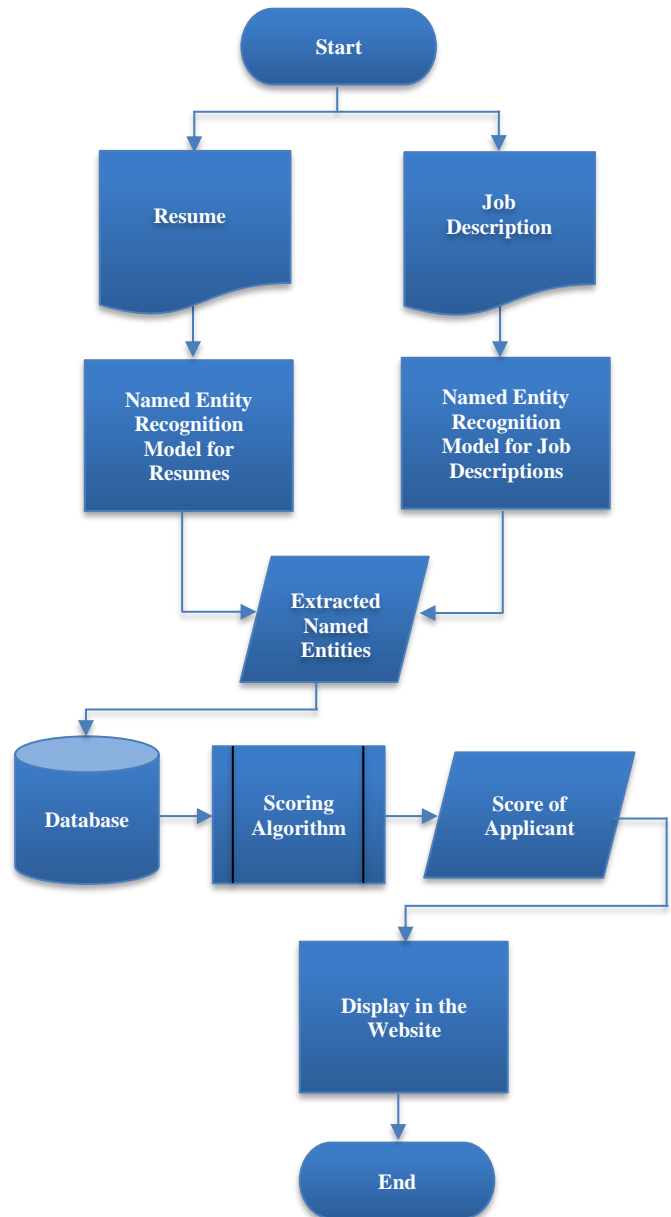 Start
Resume
Job
Description
Named Entity
Recognition
Model for
Resumes
Named Entity
Recognition
Model for Job
Descriptions
Extracted
Named
Entities
Database
Scoring
Algorithm
Score of
Applicant
Display in the
Website
End